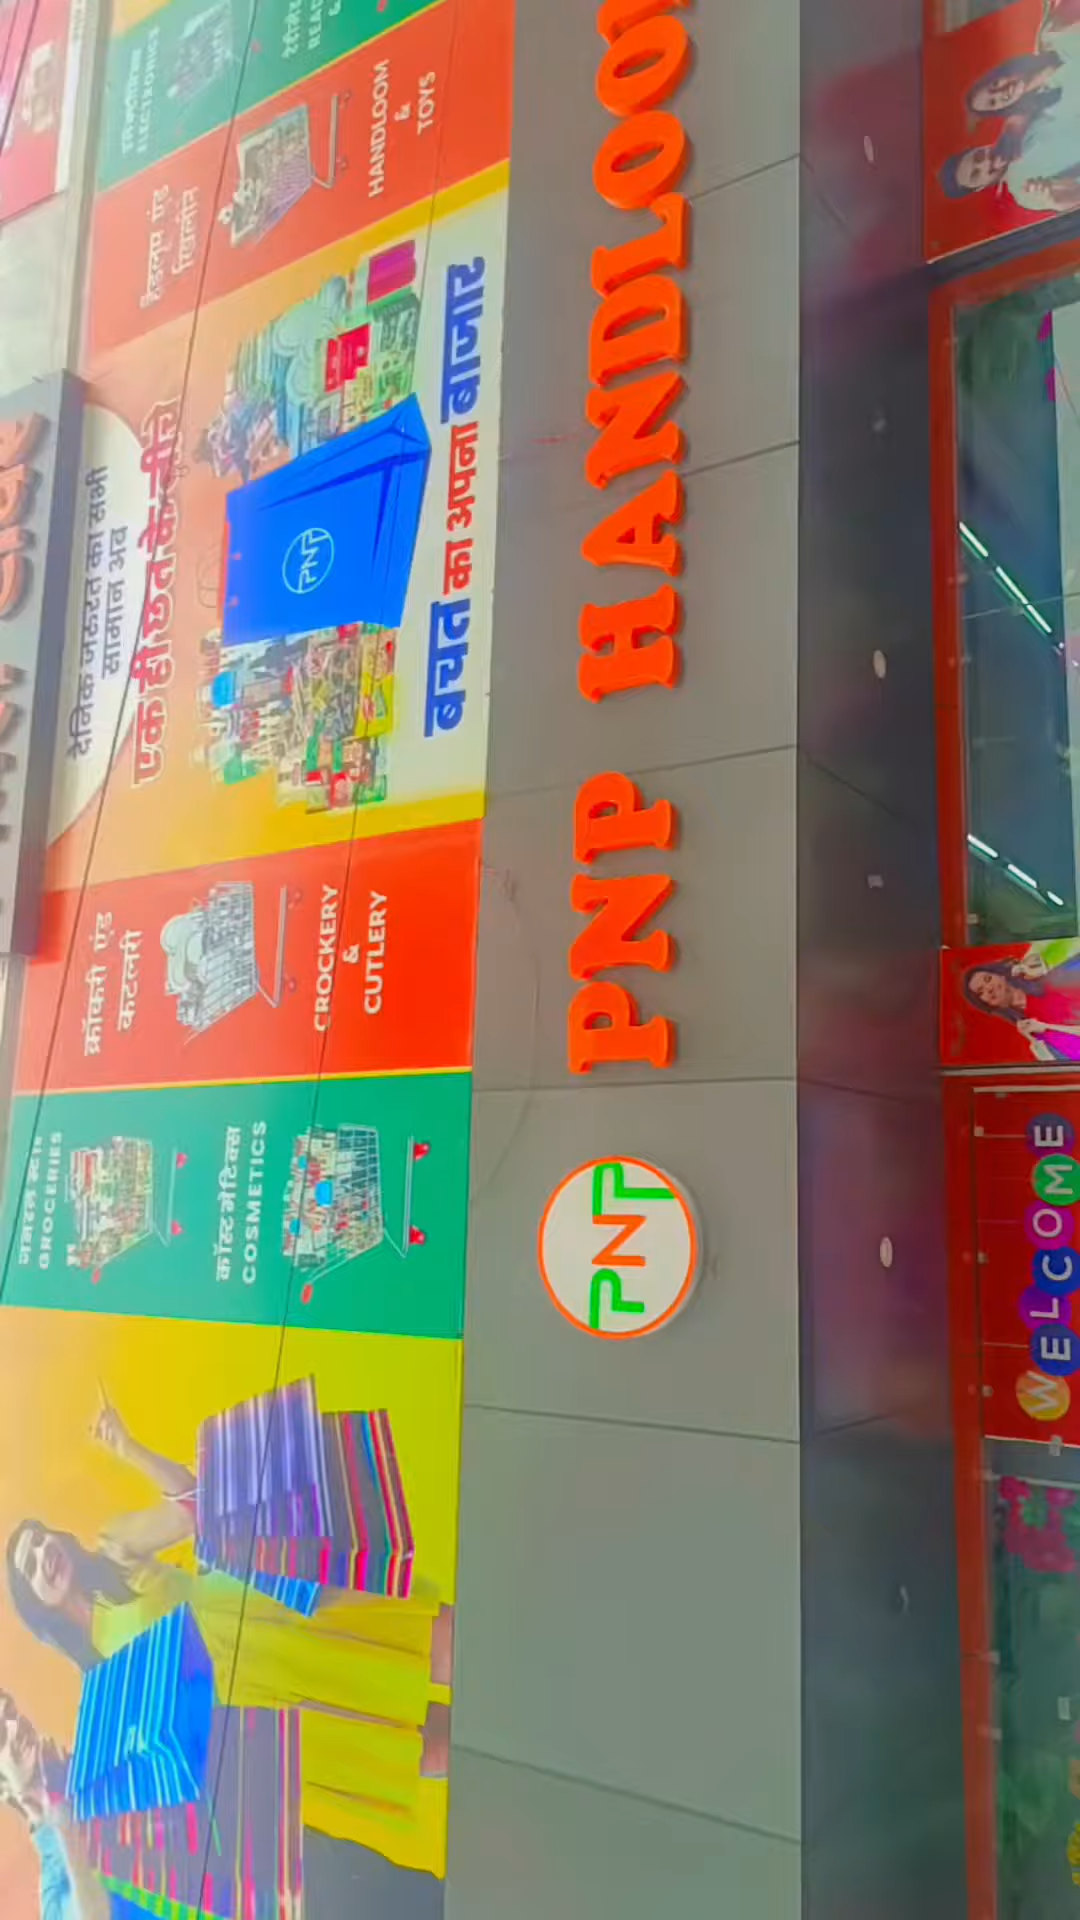 दैनिक जरूरत का सभी
सामान अब
एक ही छत के नीचे
PNP
बचत का अपना बाजार
GROCERIES
कॉस्मेटिक्स
COSMETICS
क्रॉकरी एंड
कटलरी
CROCKERY
&
CUTLERY
हैंडलूम एंड
खिलौने
HANDLOOM
&
TOYS
ELECTRONICS
PNP
PNP HANDLOO
WELCOME